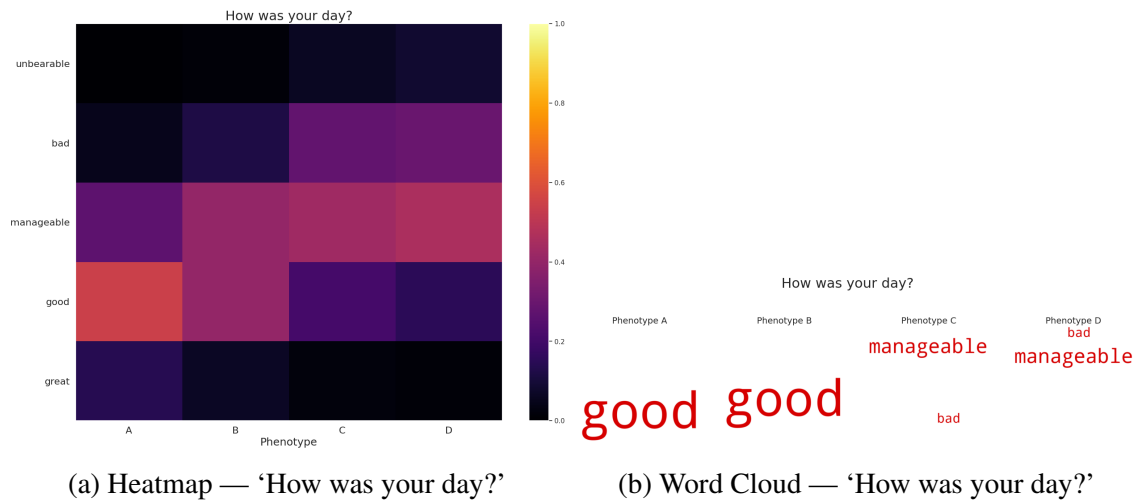 How was your day?
1.0
unbearable
bad
0.8
manageable
0.6
good
0.4
great
0.2
0.0
A B C D
Phenotype
How was your day?
Phenotype A Phenotype B Phenotype C Phenotype D
good
good
manageable
bad
bad
manageable
(a) Heatmap — ‘How was your day?’
(b) Word Cloud — ‘How was your day?’